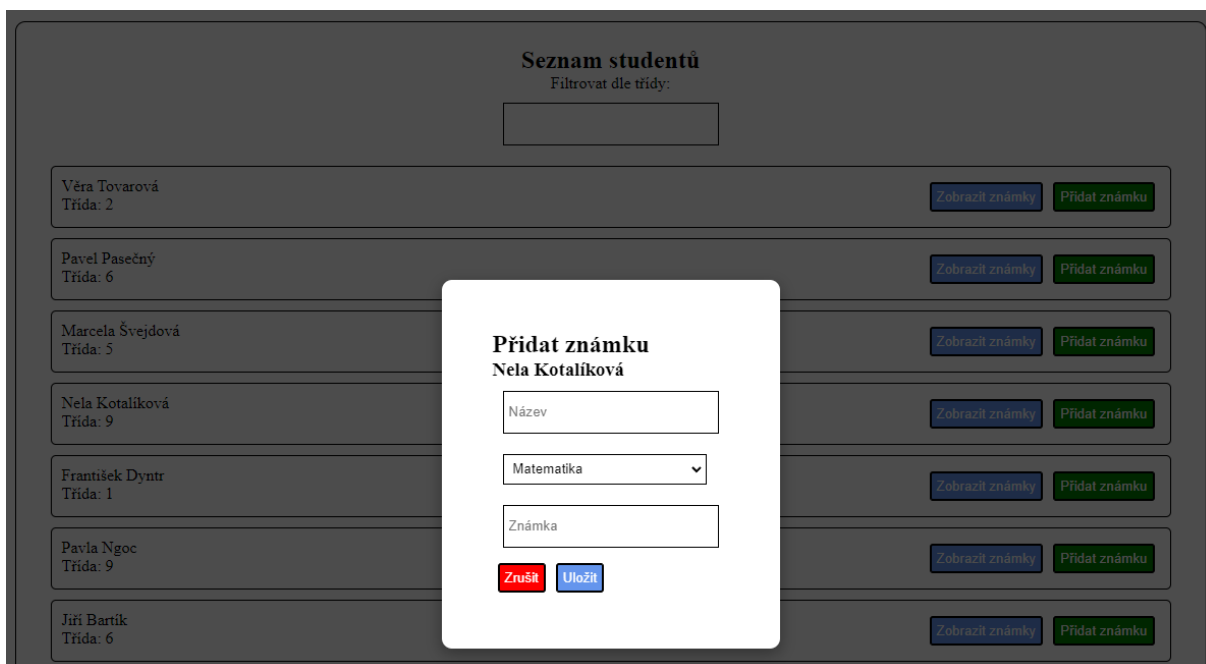 Seznam studentů
Filtrovat dle třídy:
Věra Tovarová
Třída: 2
Zobrazit známky
Přidat známku
Pavel Pasečný
Třída: 6
Zobrazit známky
Přidat známku
Marcela Švejdová
Třída: 5
Zobrazit známky
Přidat známku
Nela Kotalíková
Třída: 9
Zobrazit známky
Přidat známku
František Dyntr
Třída: 1
Zobrazit známky
Přidat známku
Pavla Ngoc
Třída: 9
Zobrazit známky
Přidat známku
Jiří Bartík
Třída: 6
Zobrazit známky
Přidat známku
Přidat známku
Nela Kotalíková
Název
Matematika
Známka
Zrušit
Uložit